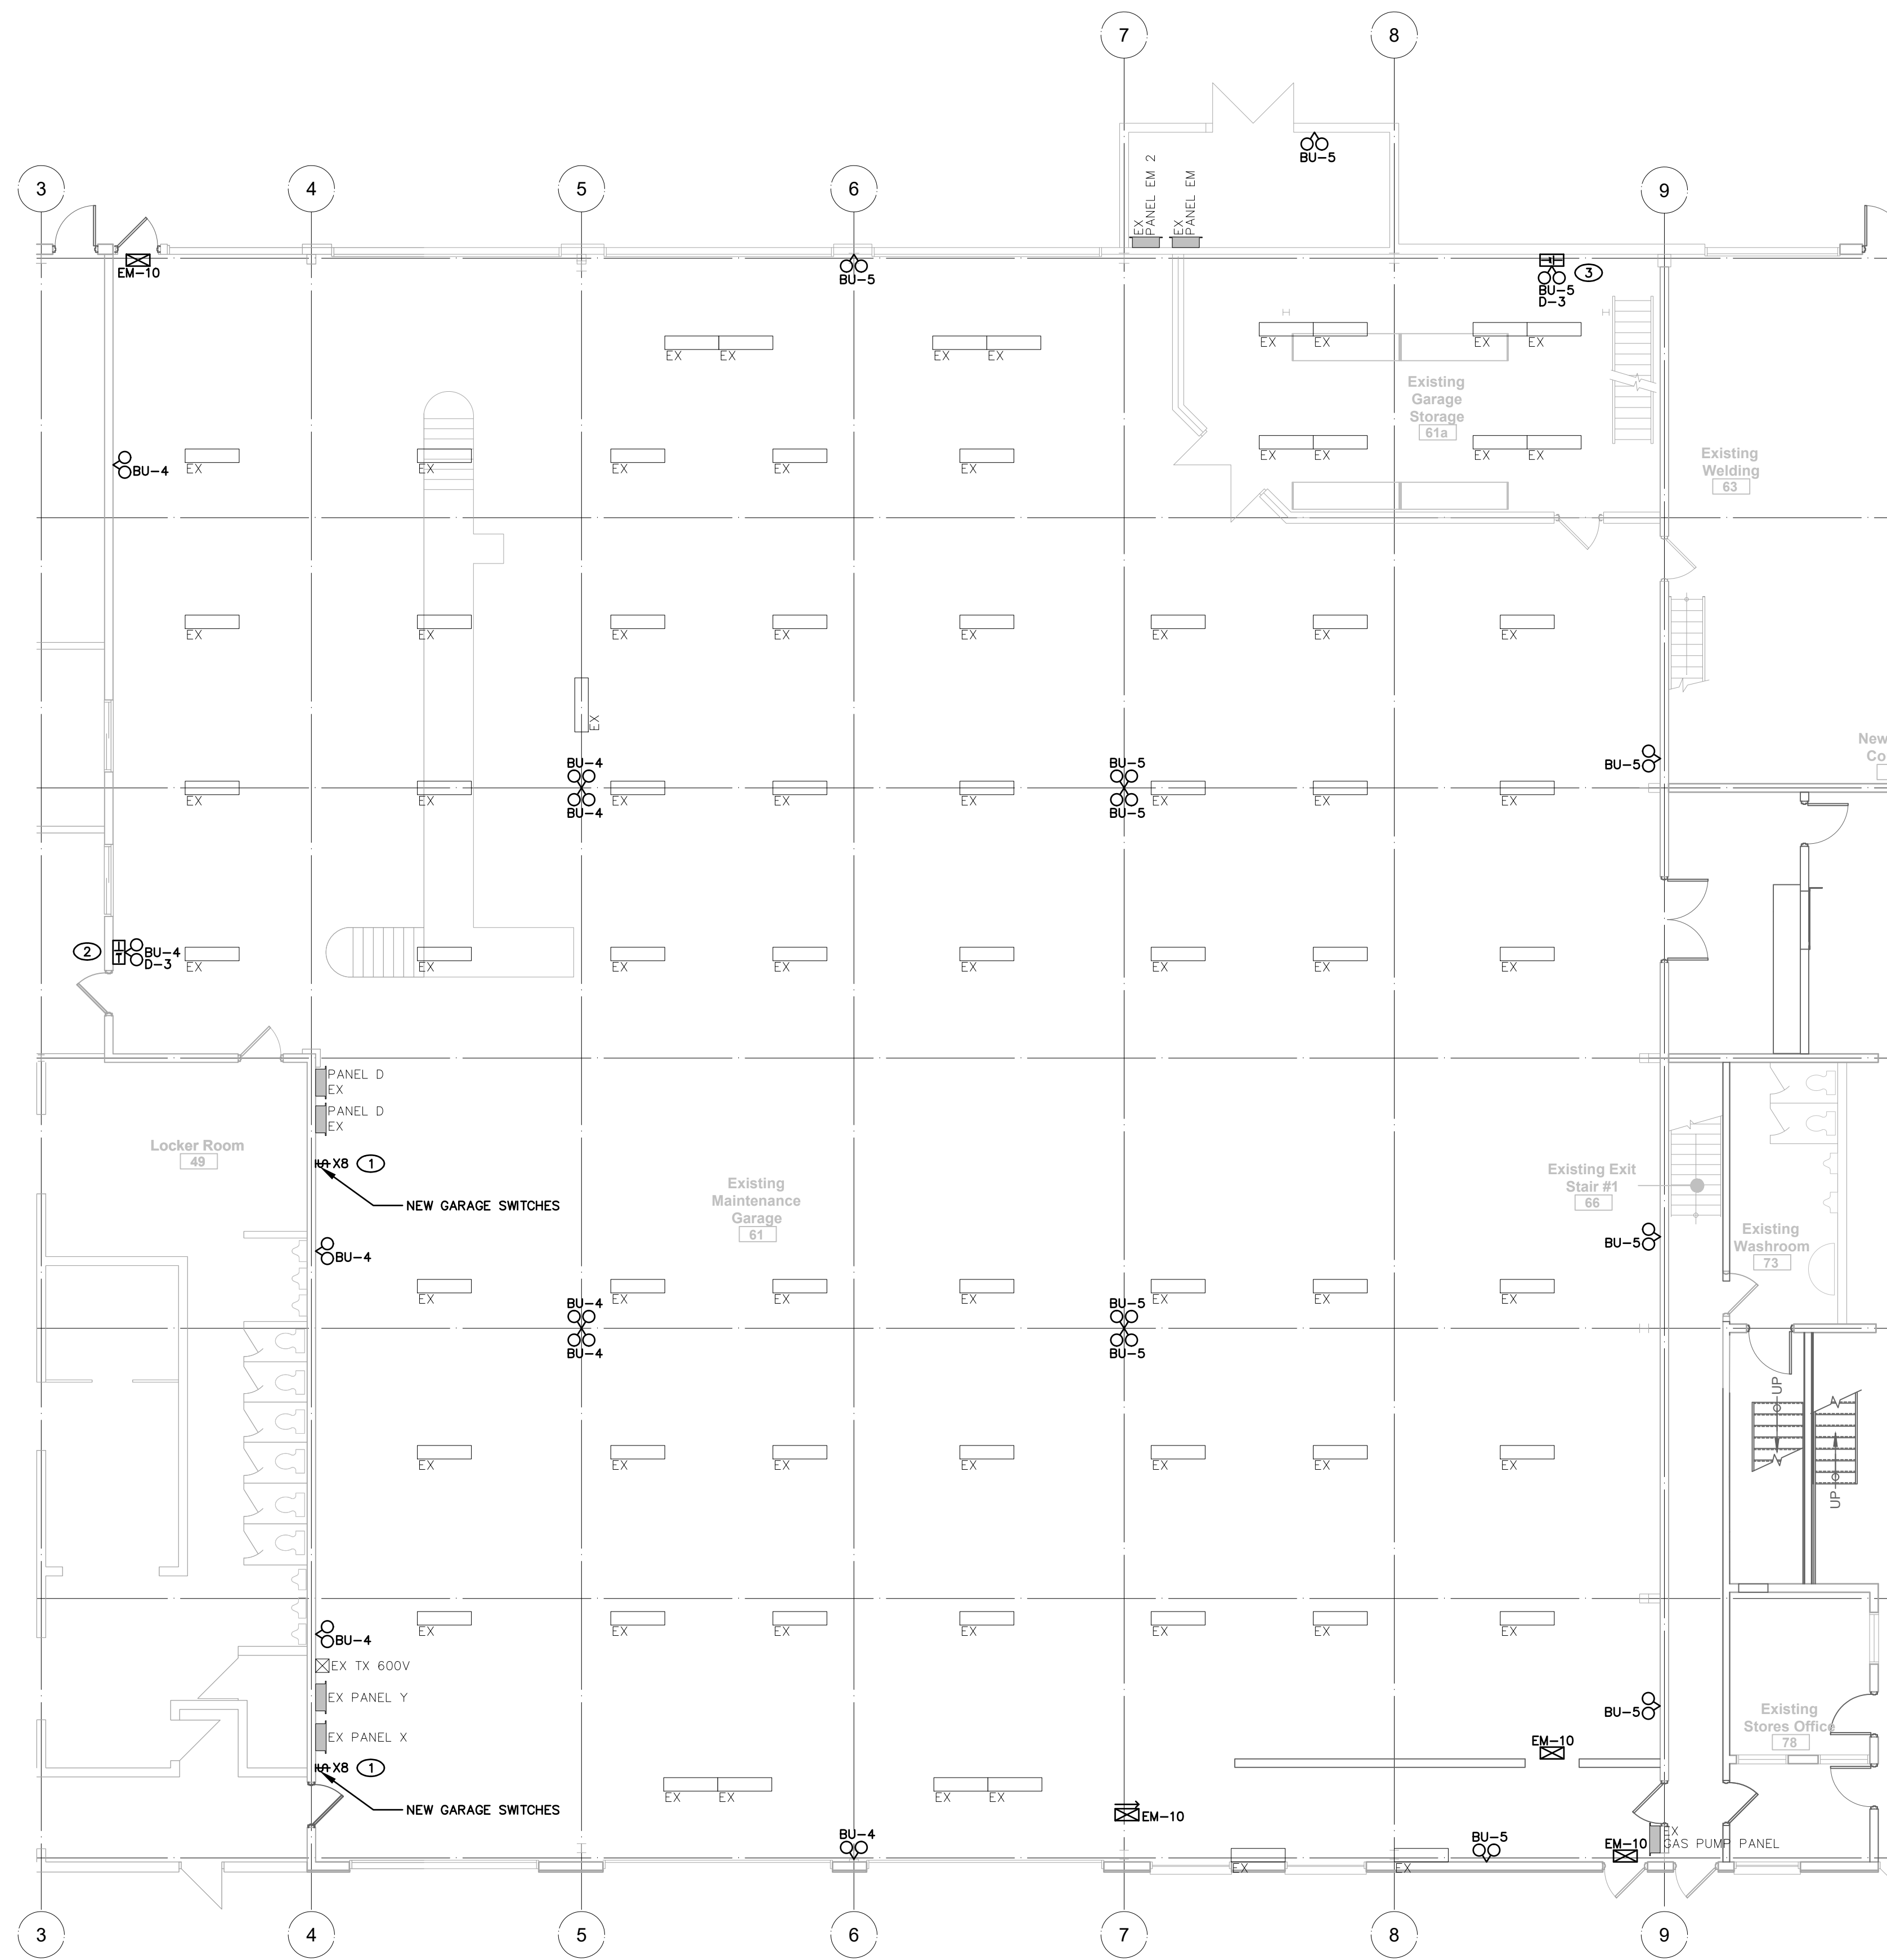 7
8
3
4
5
6
9
EX
PANEL EM 2
EX
PANEL EM
BU-5
EM-10
BU-5
BU-5
D-3
3
EX EX
EX EX
EX EX
EX EX
Existing
Garage
Storage
61a
BU-4
EX
EX
EX
EX
EX
EX EX
EX EX
Existing
Welding
63
EX
EX
EX
EX
EX
EX
EX
EX
EX
New
Co
BU-4
BU-4
BU-5
BU-5
BU-5
EX
EX
EX
EX
EX
EX
EX
EX
2
BU-4
D-3
EX
EX
EX
EX
EX
EX
EX
EX
PANEL D
EX
PANEL D
EX
Locker Room
49
X8
1
NEW GARAGE SWITCHES
Existing
Maintenance
Garage
61
Existing Exit
Stair #1
66
Existing
Washroom
73
BU-4
BU-5
EX
EX
EX
EX
EX
EX
EX
BU-4
BU-4
BU-5
BU-5
UP
UP
EX
EX
EX
EX
EX
EX
EX
EX
EX
EX
EX
EX
EX
EX
BU-4
EX TX 600V
EX PANEL Y
EX PANEL X
BU-5
Existing
Stores Office
78
EM-10
X8
1
NEW GARAGE SWITCHES
EX EX
EX EX
EM-10
BU-4
BU-5
EM-10
EX
GAS PUMP PANEL
EX
EX
3
4
5
6
7
8
9